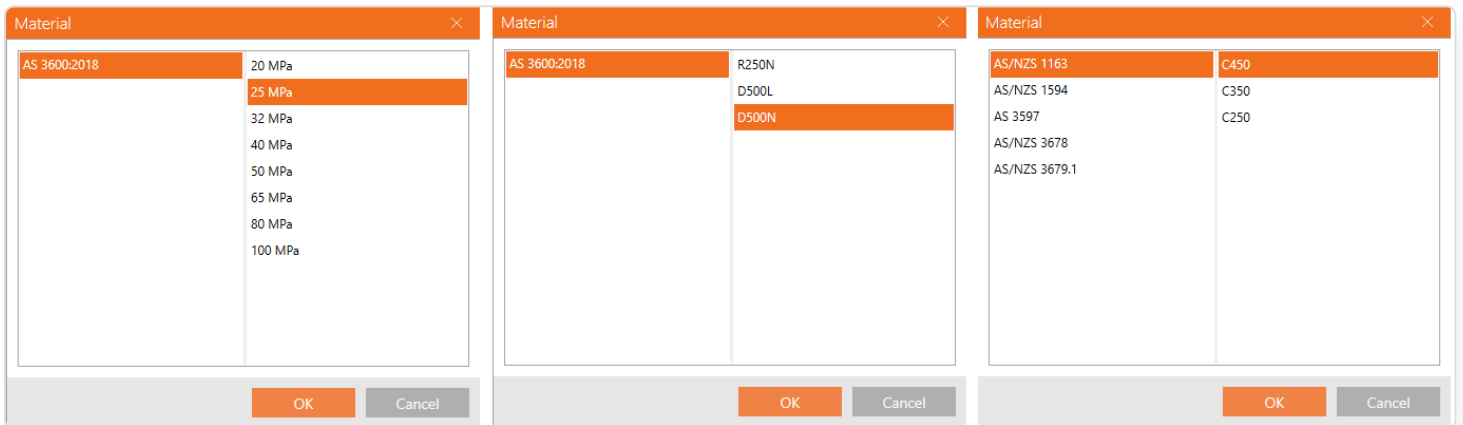 Material
AS 3600:2018
20 MPa
25 MPa
32 MPa
40 MPa
50 MPa
65 MPa
80 MPa
100 MPa
OK
Cancel
Material
AS 3600:2018
R250N
D500L
D500N
OK
Cancel
Material
AS/NZS 1163
AS/NZS 1594
AS 3597
AS/NZS 3678
AS/NZS 3679.1
C450
C350
C250
OK
Cancel